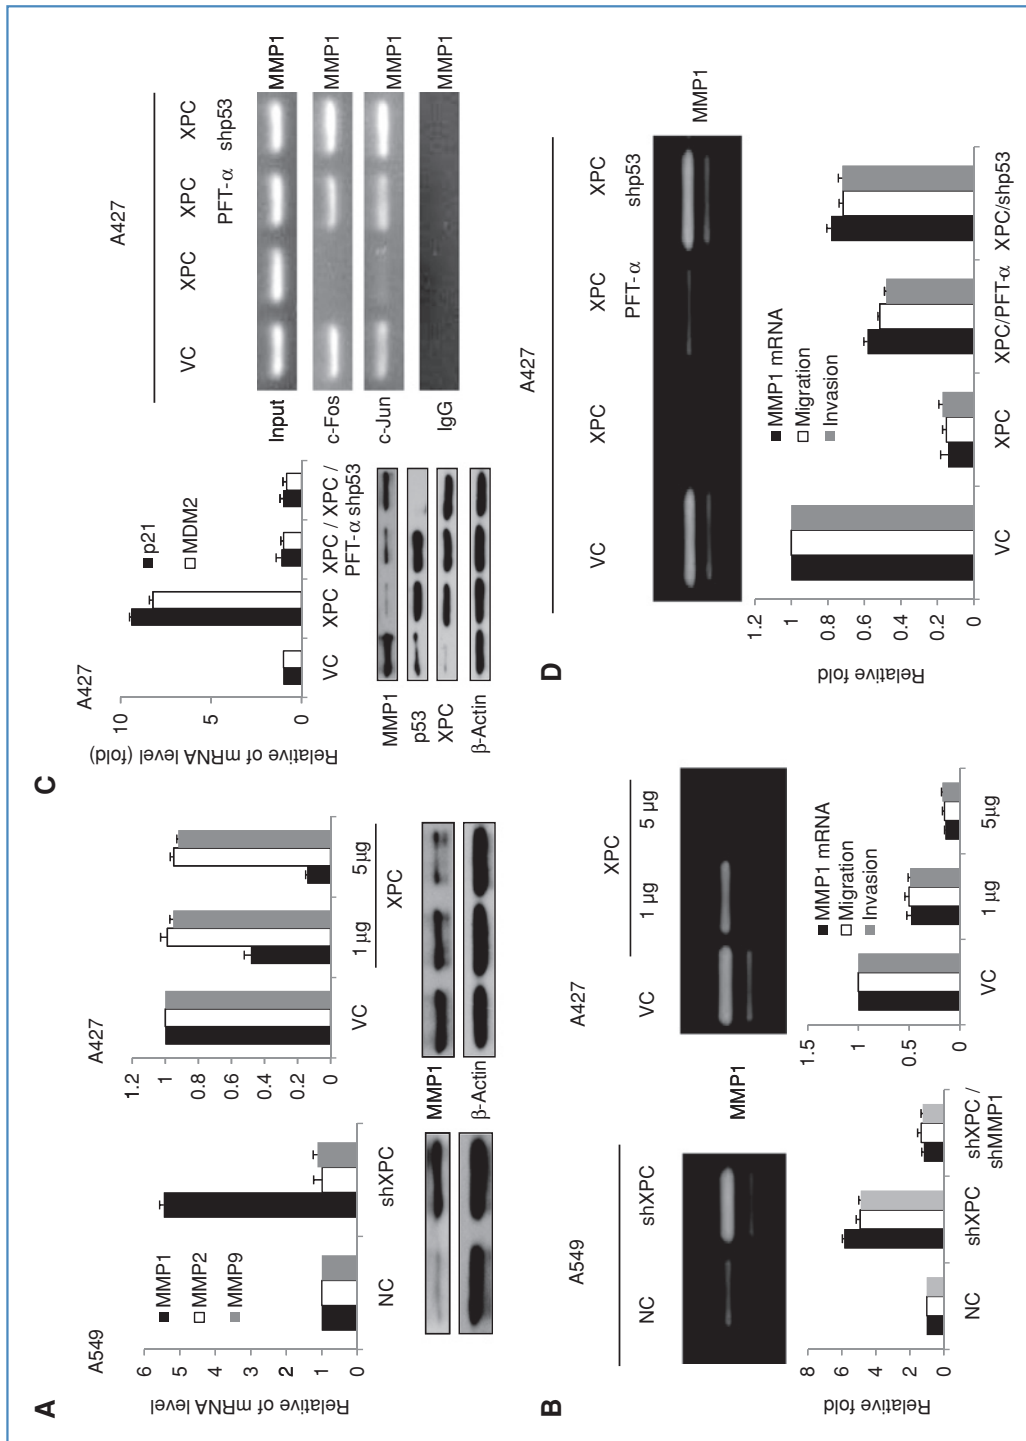 A
A549
Relative of mRNA level
6
5
4
3
2
1
0
MMP1
MMP2
MMP9
NC
shXPC
A427
1.2
1
0.8
0.6
0.4
0.2
0
VC
1 µg
5 µg
XPC
MMP1
β-Actin
B
A549
NC
shXPC
MMP1
Relative fold
8
6
4
2
0
NC
shXPC
shXPC /
shMMP1
A427
XPC
VC
1 µg
5 µg
1.5
1
0.5
0
MMP1 mRNA
Migration
Invasion
VC
1 µg
5µg
C
A427
Relative of mRNA level (fold)
10
5
0
p21
MDM2
VC
XPC
XPC /
PFT-α
XPC /
shp53
MMP1
p53
XPC
β-Actin
A427
VC
XPC
XPC
PFT-α
XPC
shp53
Input
MMP1
c-Fos
MMP1
c-Jun
MMP1
IgG
MMP1
D
A427
VC
XPC
XPC
PFT-α
XPC
shp53
MMP1
Relative fold
1.2
1
0.8
0.6
0.4
0.2
0
MMP1 mRNA
Migration
Invasion
VC
XPC
XPC/PFT-α
XPC/shp53